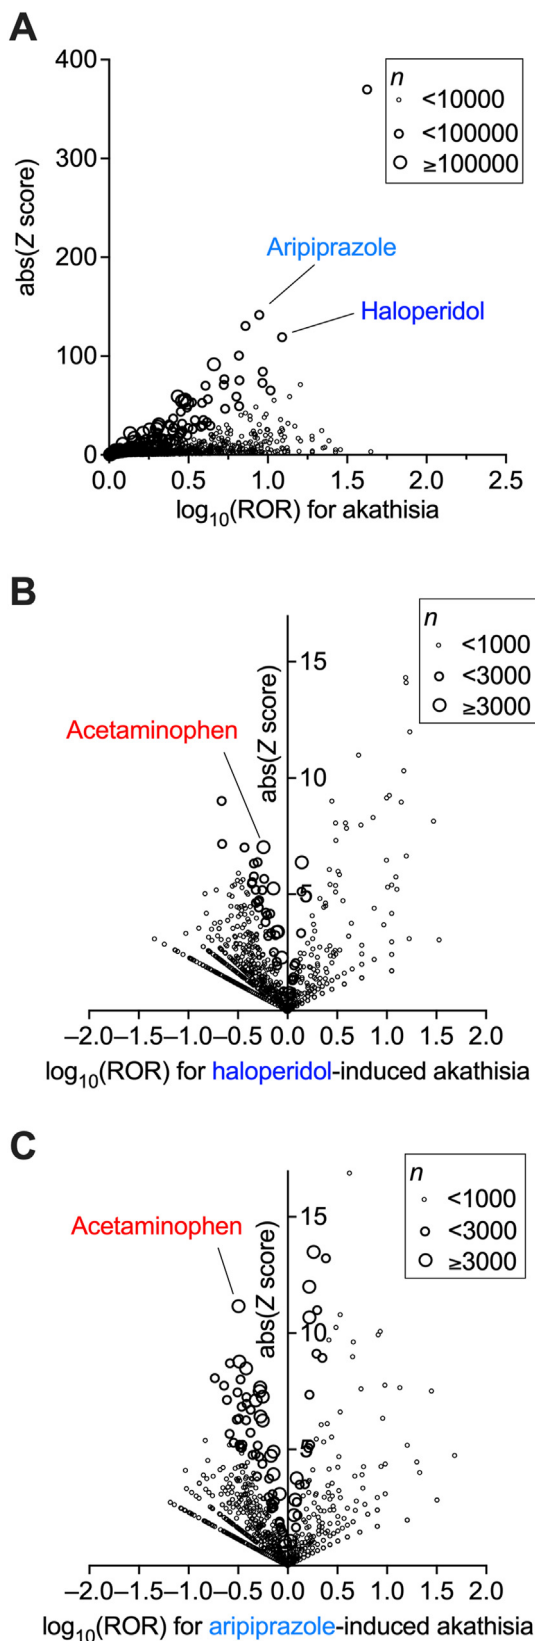 A
400
300
200
100
0
abs(Z score)
n
<10000
<100000
≥100000
Aripiprazole
Haloperidol
0.0 0.5 1.0 1.5 2.0 2.5
log10(ROR) for akathisia
B
15
10
5
abs(Z score)
n
<1000
<3000
≥3000
Acetaminophen
−2.0 −1.5 −1.0 −0.5 0.0 0.5 1.0 1.5 2.0
log10(ROR) for haloperidol-induced akathisia
C
15
10
5
abs(Z score)
n
<1000
<3000
≥3000
Acetaminophen
−2.0 −1.5 −1.0 −0.5 0.0 0.5 1.0 1.5 2.0
log10(ROR) for aripiprazole-induced akathisia